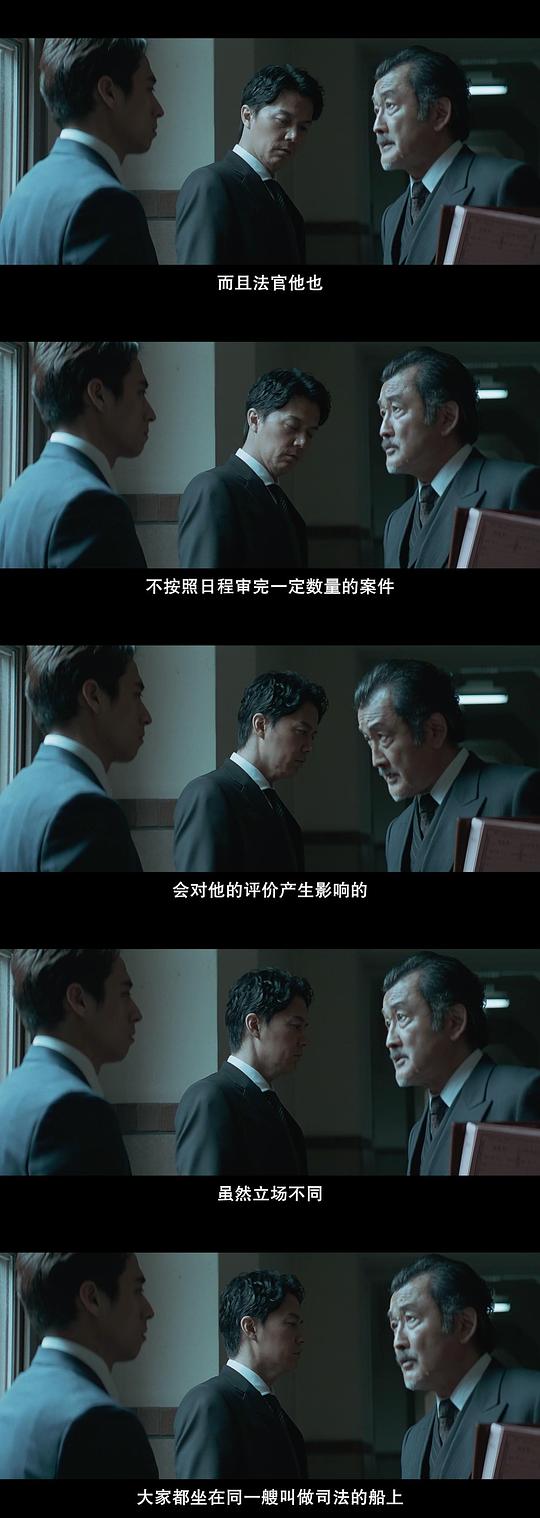 而且法官他也
不按照日程审完一定数量的案件
会对他的评价产生影响的
虽然立场不同
大家都坐在同一艘叫做司法的船上